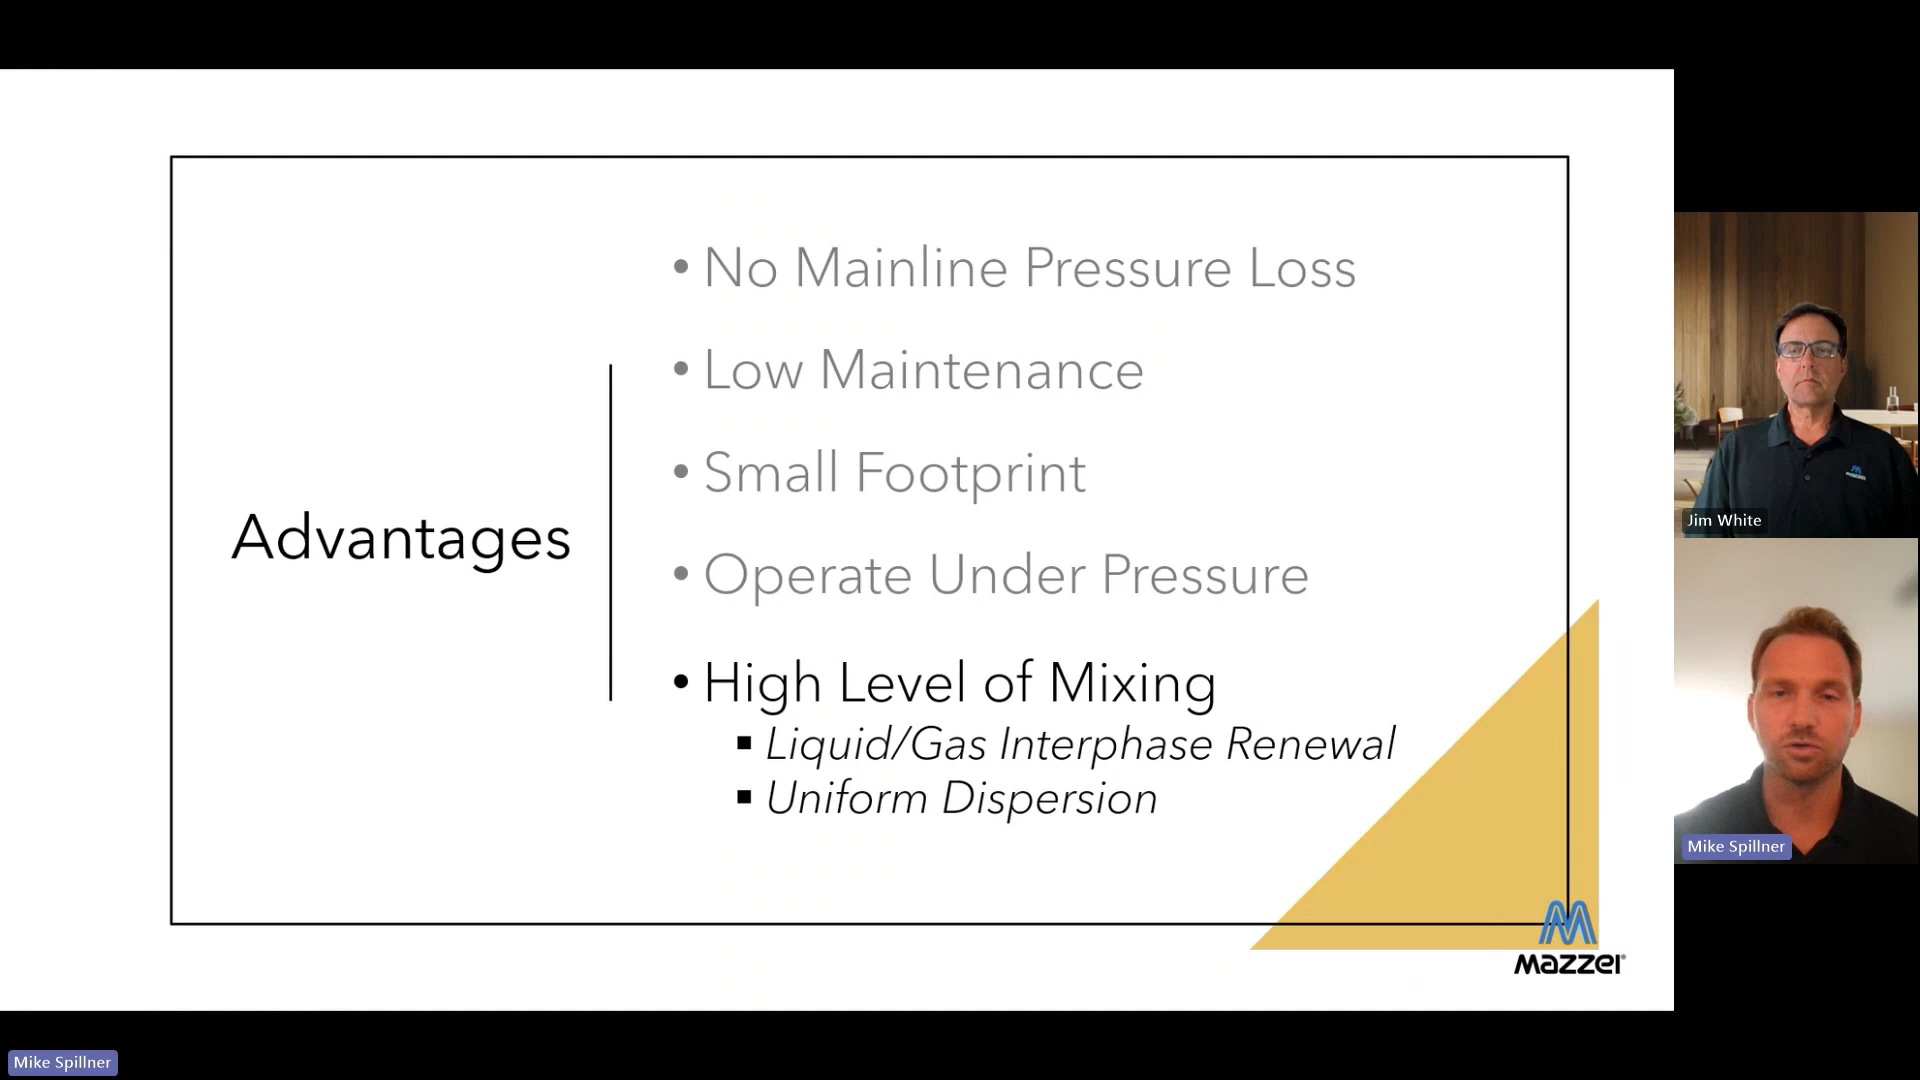 Advantages
• No Mainline Pressure Loss
• Low Maintenance
• Small Footprint
• Operate Under Pressure
• High Level of Mixing
▪ Liquid/Gas Interphase Renewal
▪ Uniform Dispersion
mazzei®
mazzei
Jim White
Mike Spillner
Mike Spillner